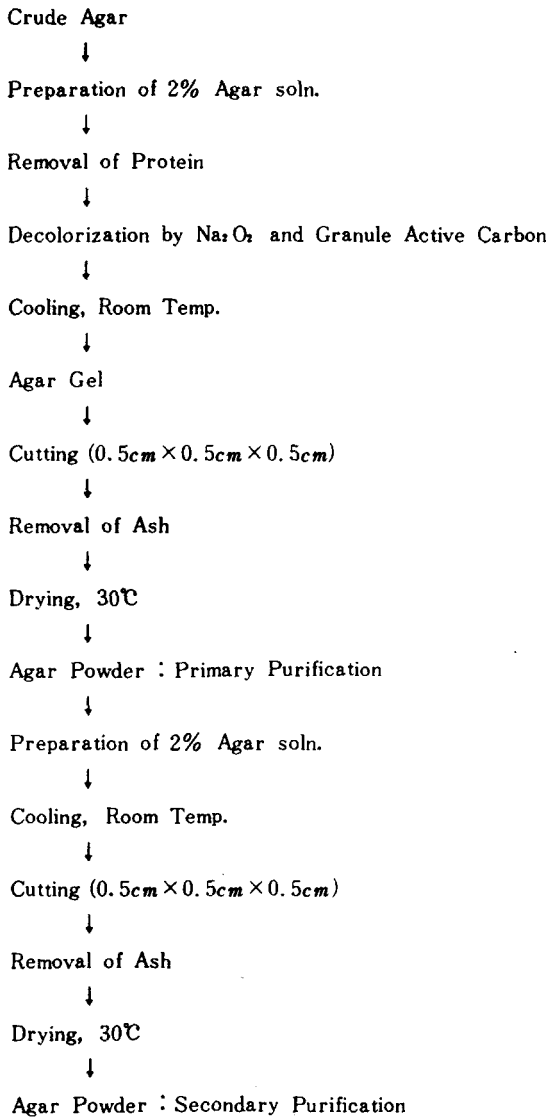 Crude Agar
↓
Preparation of 2% Agar soln.
↓
Removal of Protein
↓
Decolorization by Na₂O₂ and Granule Active Carbon
↓
Cooling, Room Temp.
↓
Agar Gel
↓
Cutting (0.5cm×0.5cm×0.5cm)
↓
Removal of Ash
↓
Drying, 30℃
↓
Agar Powder : Primary Purification
↓
Preparation of 2% Agar soln.
↓
Cooling, Room Temp.
↓
Cutting (0.5cm×0.5cm×0.5cm)
↓
Removal of Ash
↓
Drying, 30℃
↓
Agar Powder : Secondary Purification